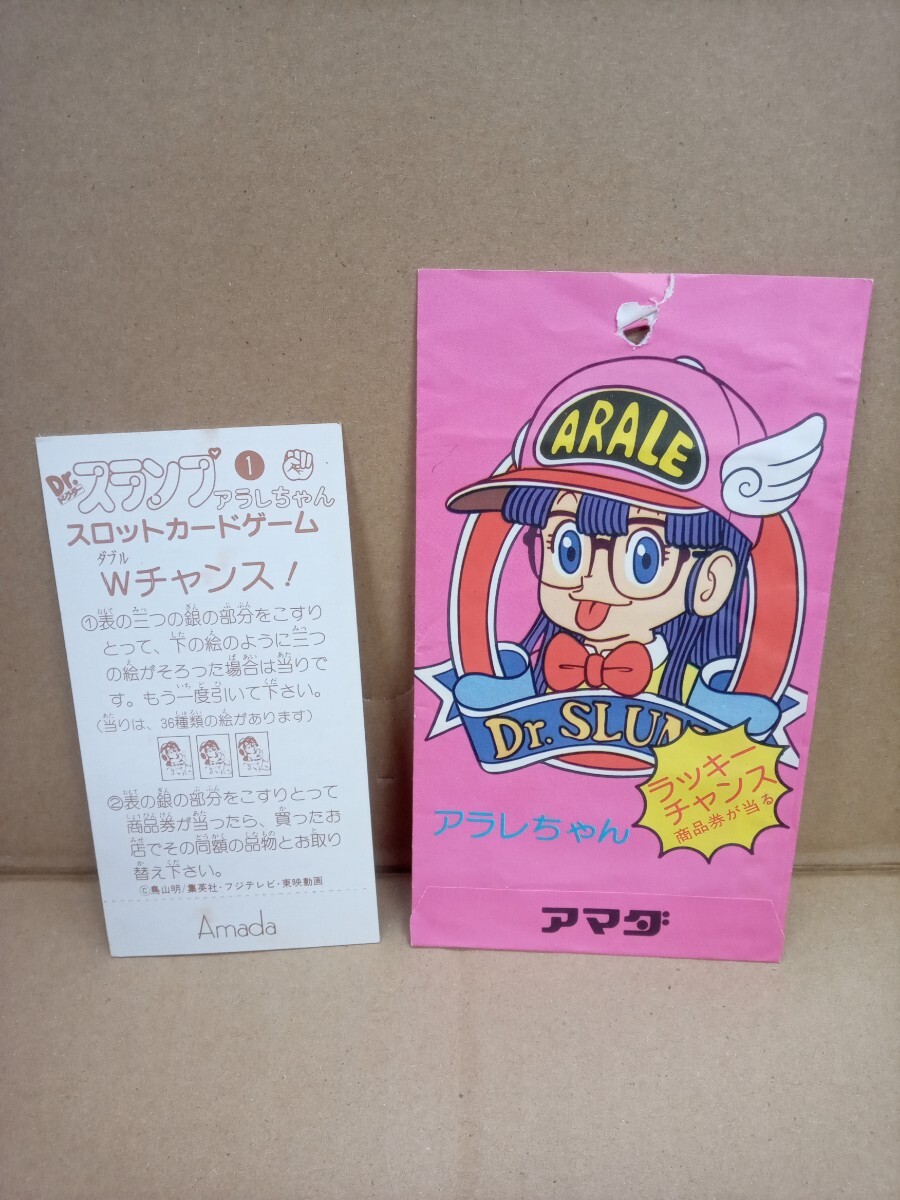 Dr.
ドクター
スランプ
アラレちゃん
1
スロットカードゲーム
ダブル
Wチャンス!
①表の三つの銀の部分をこすり
とって、下の絵のように三つ
の絵がそろった場合は当りで
す。もう一度引いて下さい。
(当りは、36種類の絵があります)
②表の銀の部分をこすりとって
商品券が当ったら、買ったお
店でその同額の品物とお取り
替え下さい。
©鳥山明/集英社・フジテレビ・東映動画
Amada
ARALE
Dr. SLUM
ラッキー
チャンス
商品券が当る
アラレちゃん
アマダ